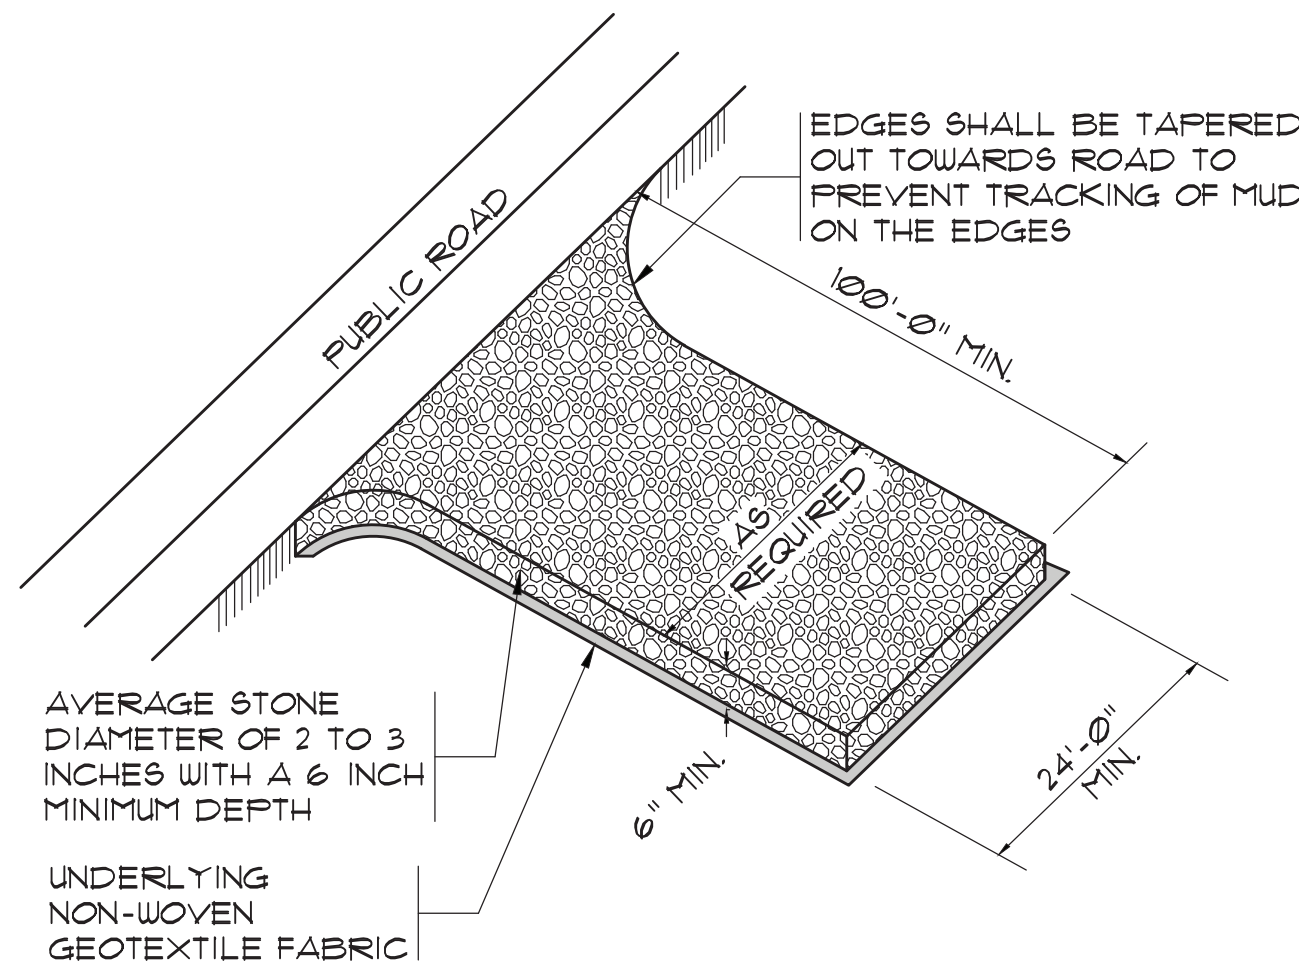 EDGES SHALL BE TAPERED
OUT TOWARDS ROAD TO
PREVENT TRACKING OF MUD
ON THE EDGES
PUBLIC ROAD
100'-0" MIN.
AS
REQUIRED
AVERAGE STONE
DIAMETER OF 2 TO 3
INCHES WITH A 6 INCH
MINIMUM DEPTH
6" MIN.
24'-0"
MIN.
UNDERLYING
NON-WOVEN
GEOTEXTILE FABRIC